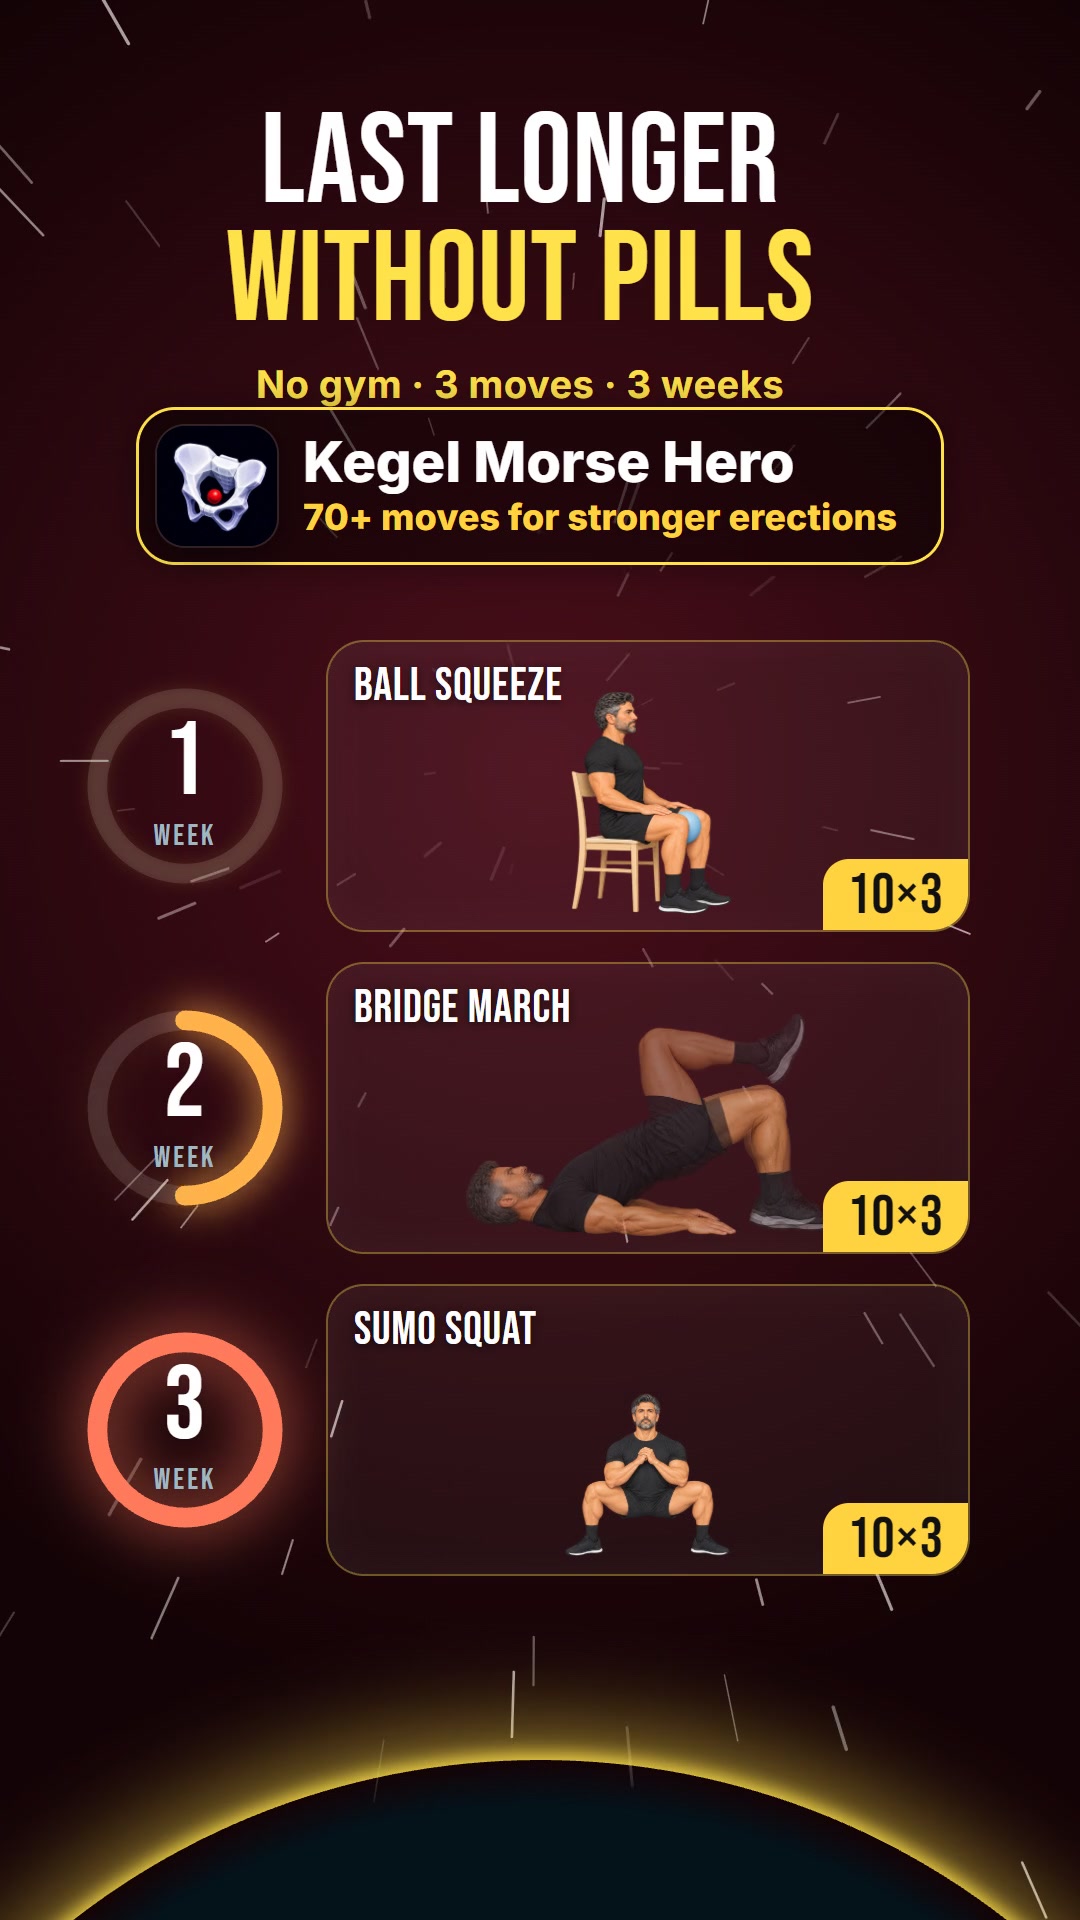 LAST LONGER
WITHOUT PILLS
No gym · 3 moves · 3 weeks
Kegel Morse Hero
70+ moves for stronger erections
1
WEEK
BALL SQUEEZE
10×3
2
WEEK
BRIDGE MARCH
10×3
3
WEEK
SUMO SQUAT
10×3